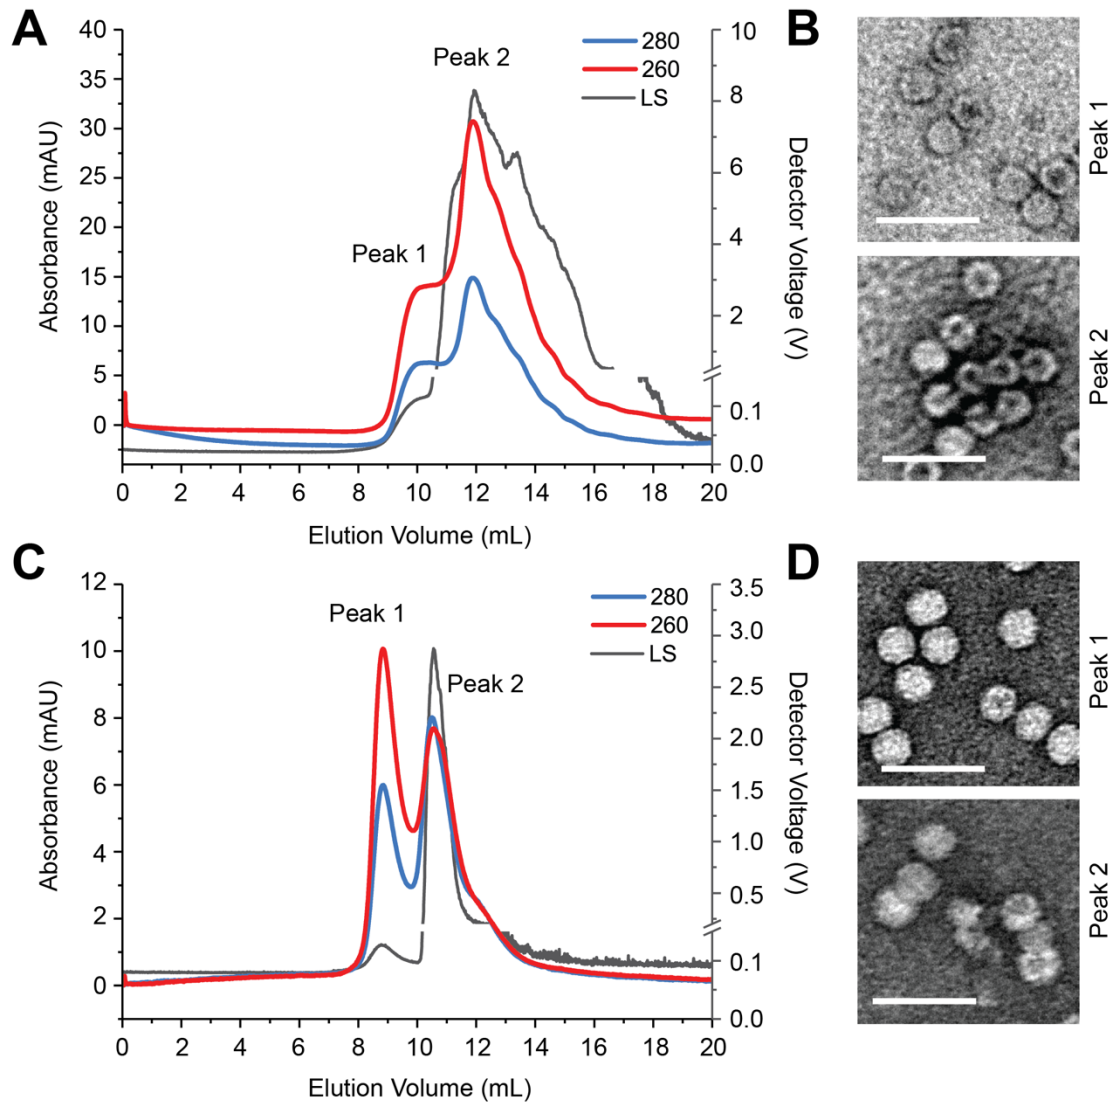 A
40
35
30
25
20
15
10
5
0
Absorbance (mAU)
Peak 1
Peak 2
280
260
LS
10
8
6
4
2
0.1
0.0
Detector Voltage (V)
0 2 4 6 8 10 12 14 16 18 20
Elution Volume (mL)
B
Peak 1
Peak 2
C
12
10
8
6
4
2
0
Absorbance (mAU)
Peak 1
Peak 2
280
260
LS
3.5
3.0
2.5
2.0
1.5
1.0
0.5
0.1
0.0
Detector Voltage (V)
0 2 4 6 8 10 12 14 16 18 20
Elution Volume (mL)
D
Peak 1
Peak 2